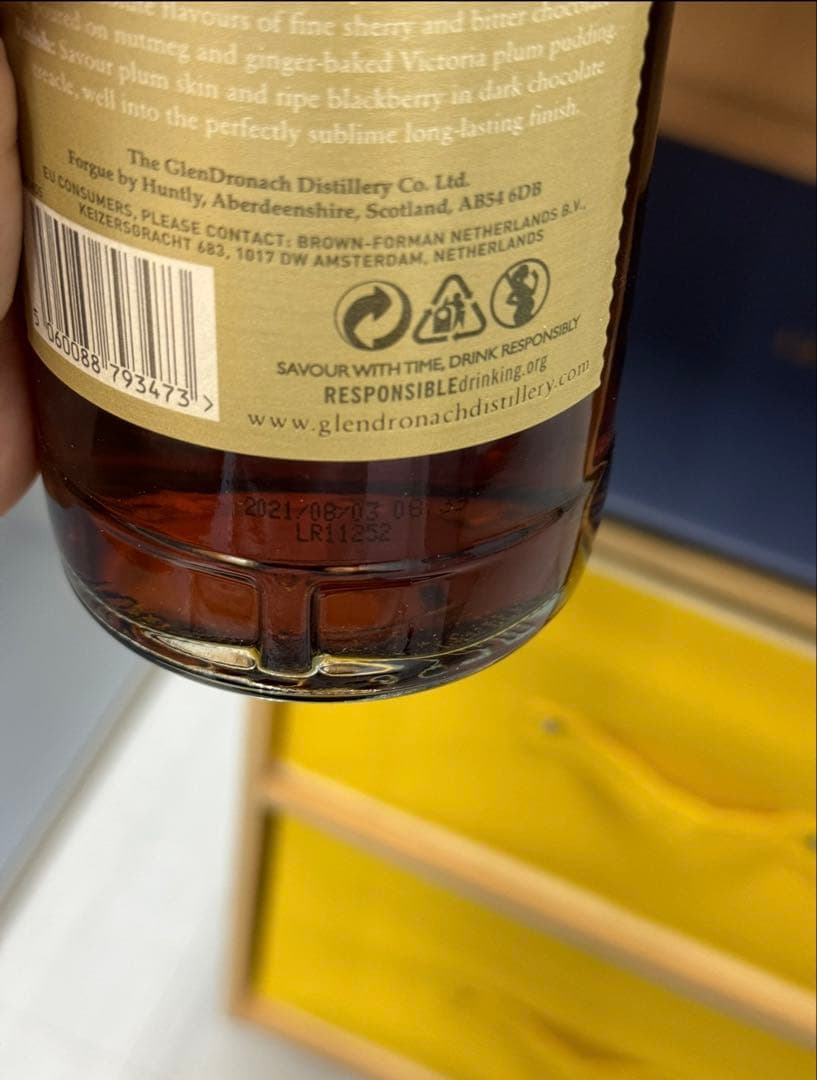 flavours of fine sherry and bitter
on nutmeg and ginger-baked Victoria plum pudding.
Finish: Savour plum skin and ripe blackberry in dark chocolate
treacle, well into the perfectly sublime long-lasting finish.
The GlenDronach Distillery Co. Ltd.
Forgue by Huntly, Aberdeenshire, Scotland, AB54 6DB
EU CONSUMERS, PLEASE CONTACT: BROWN-FORMAN NETHERLANDS B.V.,
KEIZERSGRACHT 683, 1017 DW AMSTERDAM, NETHERLANDS
5 060088 793473 >
SAVOUR WITH TIME, DRINK RESPONSIBLY
RESPONSIBLEdrinking.org
www.glendronachdistillery.com
2021/08/03 08 39
LR11252